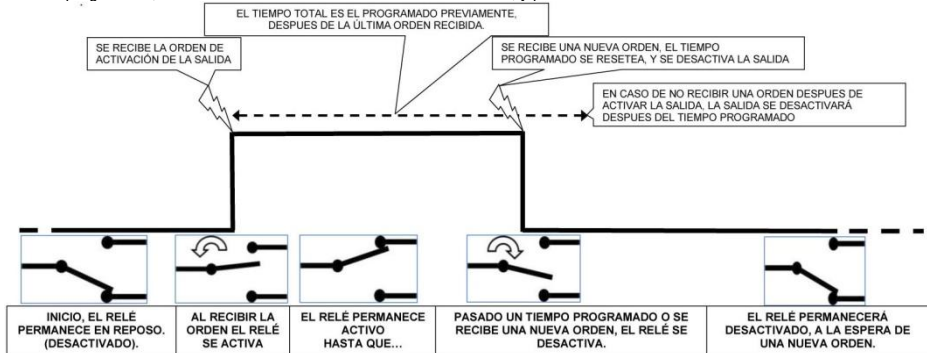 EL TIEMPO TOTAL ES EL PROGRAMADO PREVIAMENTE,
DESPUES DE LA ÚLTIMA ORDEN RECIBIDA.
SE RECIBE LA ORDEN DE
ACTIVACIÓN DE LA SALIDA
SE RECIBE UNA NUEVA ORDEN, EL TIEMPO
PROGRAMADO SE RESETEA, Y SE DESACTIVA LA SALIDA
EN CASO DE NO RECIBIR UNA ORDEN DESPUES DE
ACTIVAR LA SALIDA, LA SALIDA SE DESACTIVARÁ
DESPUES DEL TIEMPO PROGRAMADO
INICIO, EL RELÉ
PERMANECE EN REPOSO.
(DESACTIVADO).
AL RECIBIR LA
ORDEN EL RELÉ
SE ACTIVA
EL RELÉ PERMANECE
ACTIVO
HASTA QUE...
PASADO UN TIEMPO PROGRAMADO O SE
RECIBE UNA NUEVA ORDEN, EL RELÉ SE
DESACTIVA.
EL RELÉ PERMANECERÁ
DESACTIVADO, A LA ESPERA DE
UNA NUEVA ORDEN.